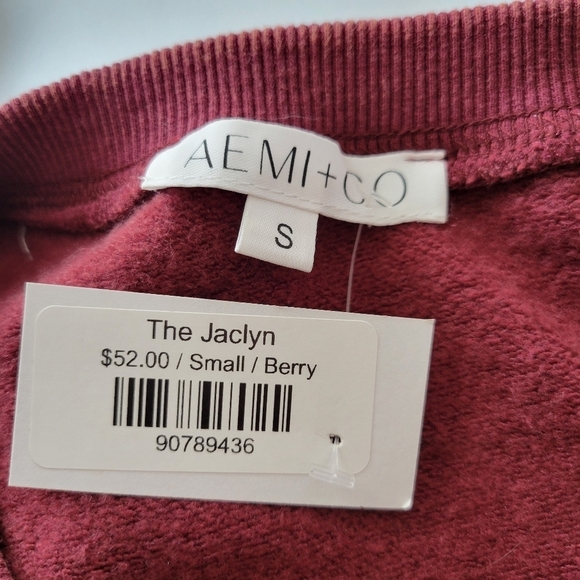 AEMI+CO
S
The Jaclyn
$52.00 / Small / Berry
90789436